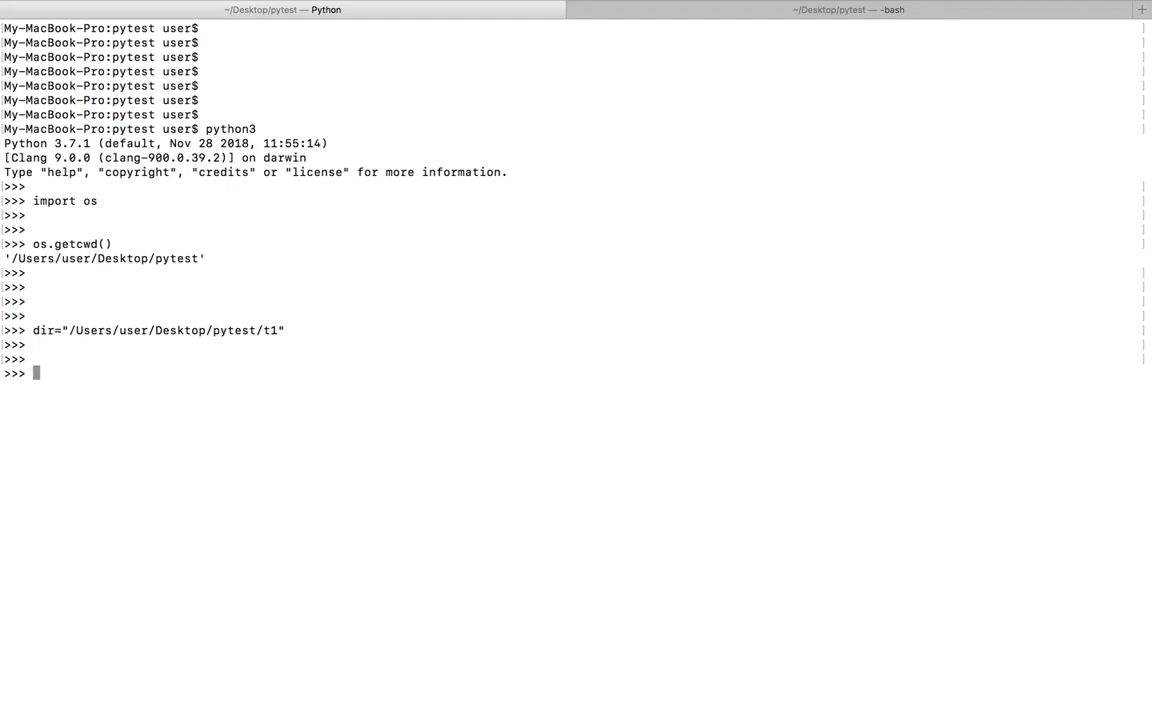 ~/Desktop/pytest — Python
~/Desktop/pytest — -bash +
[My-MacBook-Pro:pytest user$ ]
[My-MacBook-Pro:pytest user$ ]
[My-MacBook-Pro:pytest user$ ]
[My-MacBook-Pro:pytest user$ ]
[My-MacBook-Pro:pytest user$ ]
[My-MacBook-Pro:pytest user$ ]
[My-MacBook-Pro:pytest user$ ]
[My-MacBook-Pro:pytest user$ python3 ]
Python 3.7.1 (default, Nov 28 2018, 11:55:14)
[Clang 9.0.0 (clang-900.0.39.2)] on darwin
Type "help", "copyright", "credits" or "license" for more information.
[>>> ]
[>>> import os ]
[>>> ]
[>>> ]
[>>> os.getcwd() ]
'/Users/user/Desktop/pytest'
[>>> ]
[>>> ]
[>>> ]
[>>> ]
[>>> dir="/Users/user/Desktop/pytest/t1" ]
[>>> ]
[>>> ]
>>>